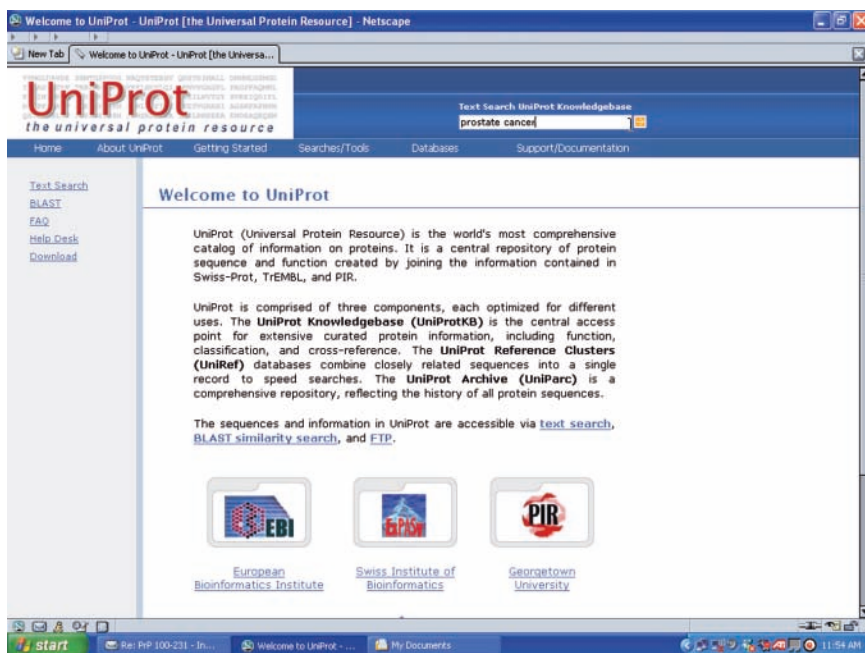 Welcome to UniProt - UniProt [the Universal Protein Resource] - Netscape
New Tab
Welcome to UniProt - UniProt [the Universa...
UniProt
the universal protein resource
Text Search UniProt Knowledgebase
prostate cancer
Home
About UniProt
Getting Started
Searches/Tools
Databases
Support/Documentation
Text Search
BLAST
FAQ
Help Desk
Download
Welcome to UniProt
UniProt (Universal Protein Resource) is the world's most comprehensive
catalog of information on proteins. It is a central repository of protein
sequence and function created by joining the information contained in
Swiss-Prot, TrEMBL, and PIR.
UniProt is comprised of three components, each optimized for different
uses. The UniProt Knowledgebase (UniProtKB) is the central access
point for extensive curated protein information, including function,
classification, and cross-reference. The UniProt Reference Clusters
(UniRef) databases combine closely related sequences into a single
record to speed searches. The UniProt Archive (UniParc) is a
comprehensive repository, reflecting the history of all protein sequences.
The sequences and information in UniProt are accessible via text search,
BLAST similarity search, and FTP.
EBI
ExPASy
PIR
European
Bioinformatics Institute
Swiss Institute of
Bioinformatics
Georgetown
University
start
Re: PrP 100-231 - In...
Welcome to UniProt - ...
My Documents
11:54 AM